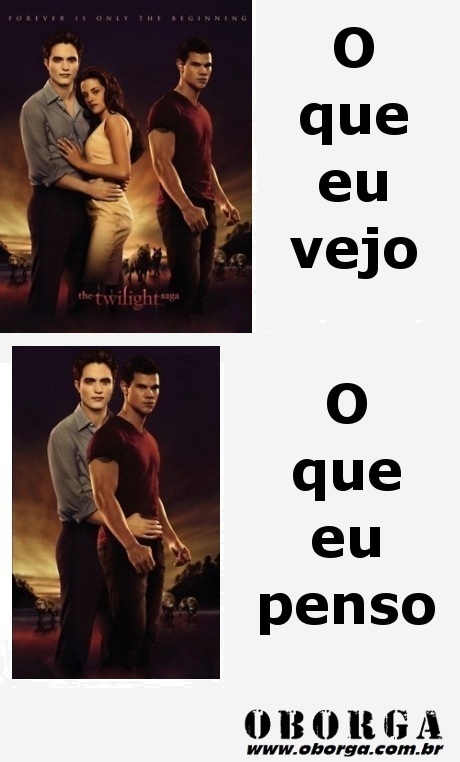 FOREVER IS ONLY THE BEGINNING
O
que
eu
vejo
the twilight saga
O
que
eu
penso
OBORGA
www.oborga.com.br